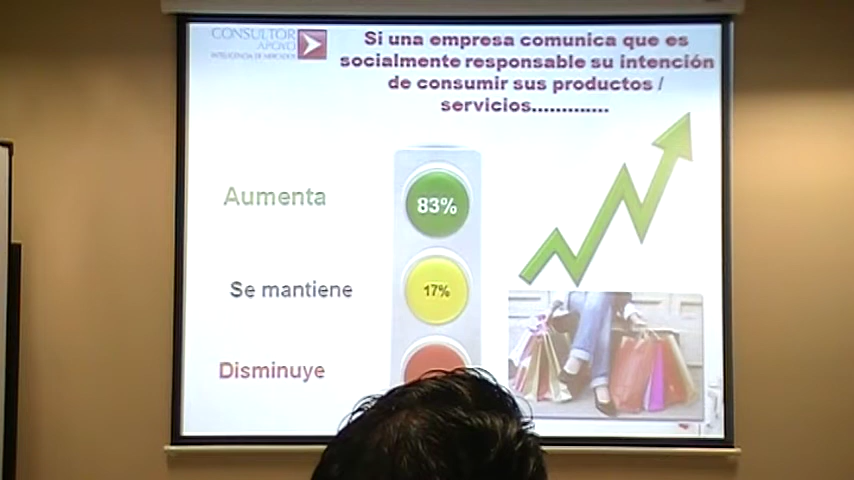 CONSULTOR
APOYO
INTELIGENCIA DE MERCADOS
Si una empresa comunica que es
socialmente responsable su intención
de consumir sus productos /
servicios.............
Aumenta
83%
Se mantiene
17%
Disminuye